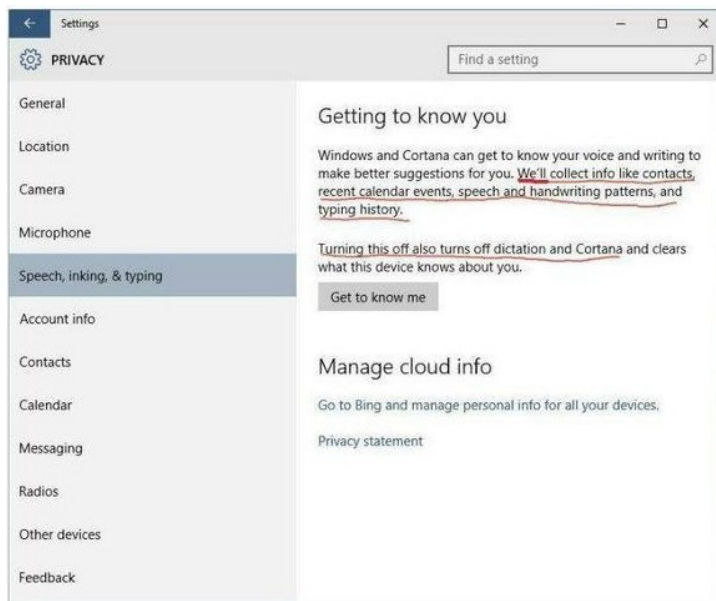 Settings
PRIVACY
Find a setting
General
Location
Camera
Microphone
Speech, inking, & typing
Account info
Contacts
Calendar
Messaging
Radios
Other devices
Feedback
Getting to know you
Windows and Cortana can get to know your voice and writing to
make better suggestions for you. We'll collect info like contacts,
recent calendar events, speech and handwriting patterns, and
typing history.
Turning this off also turns off dictation and Cortana and clears
what this device knows about you.
Get to know me
Manage cloud info
Go to Bing and manage personal info for all your devices.
Privacy statement